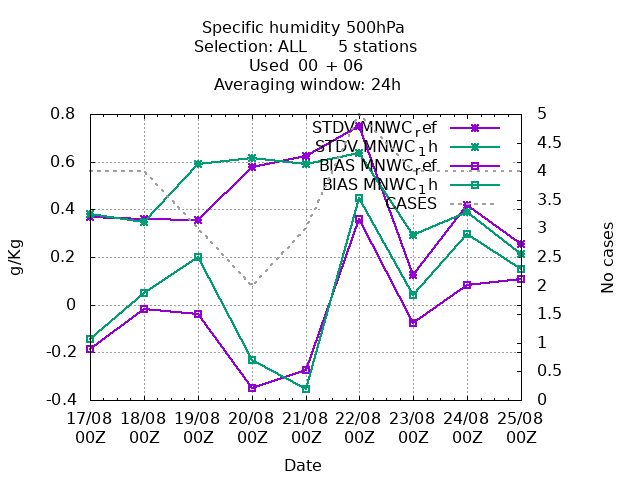 Specific humidity 500hPa
Selection: ALL 5 stations
Used 00 + 06
Averaging window: 24h
STDV MNWC_ref
STDV MNWC_1h
BIAS MNWC_ref
BIAS MNWC_1h
CASES
0.8
0.6
0.4
0.2
0
-0.2
-0.4
g/Kg
5
4.5
4
3.5
3
2.5
2
1.5
1
0.5
0
No cases
17/08 18/08 19/08 20/08 21/08 22/08 23/08 24/08 25/08
00Z 00Z 00Z 00Z 00Z 00Z 00Z 00Z 00Z
Date